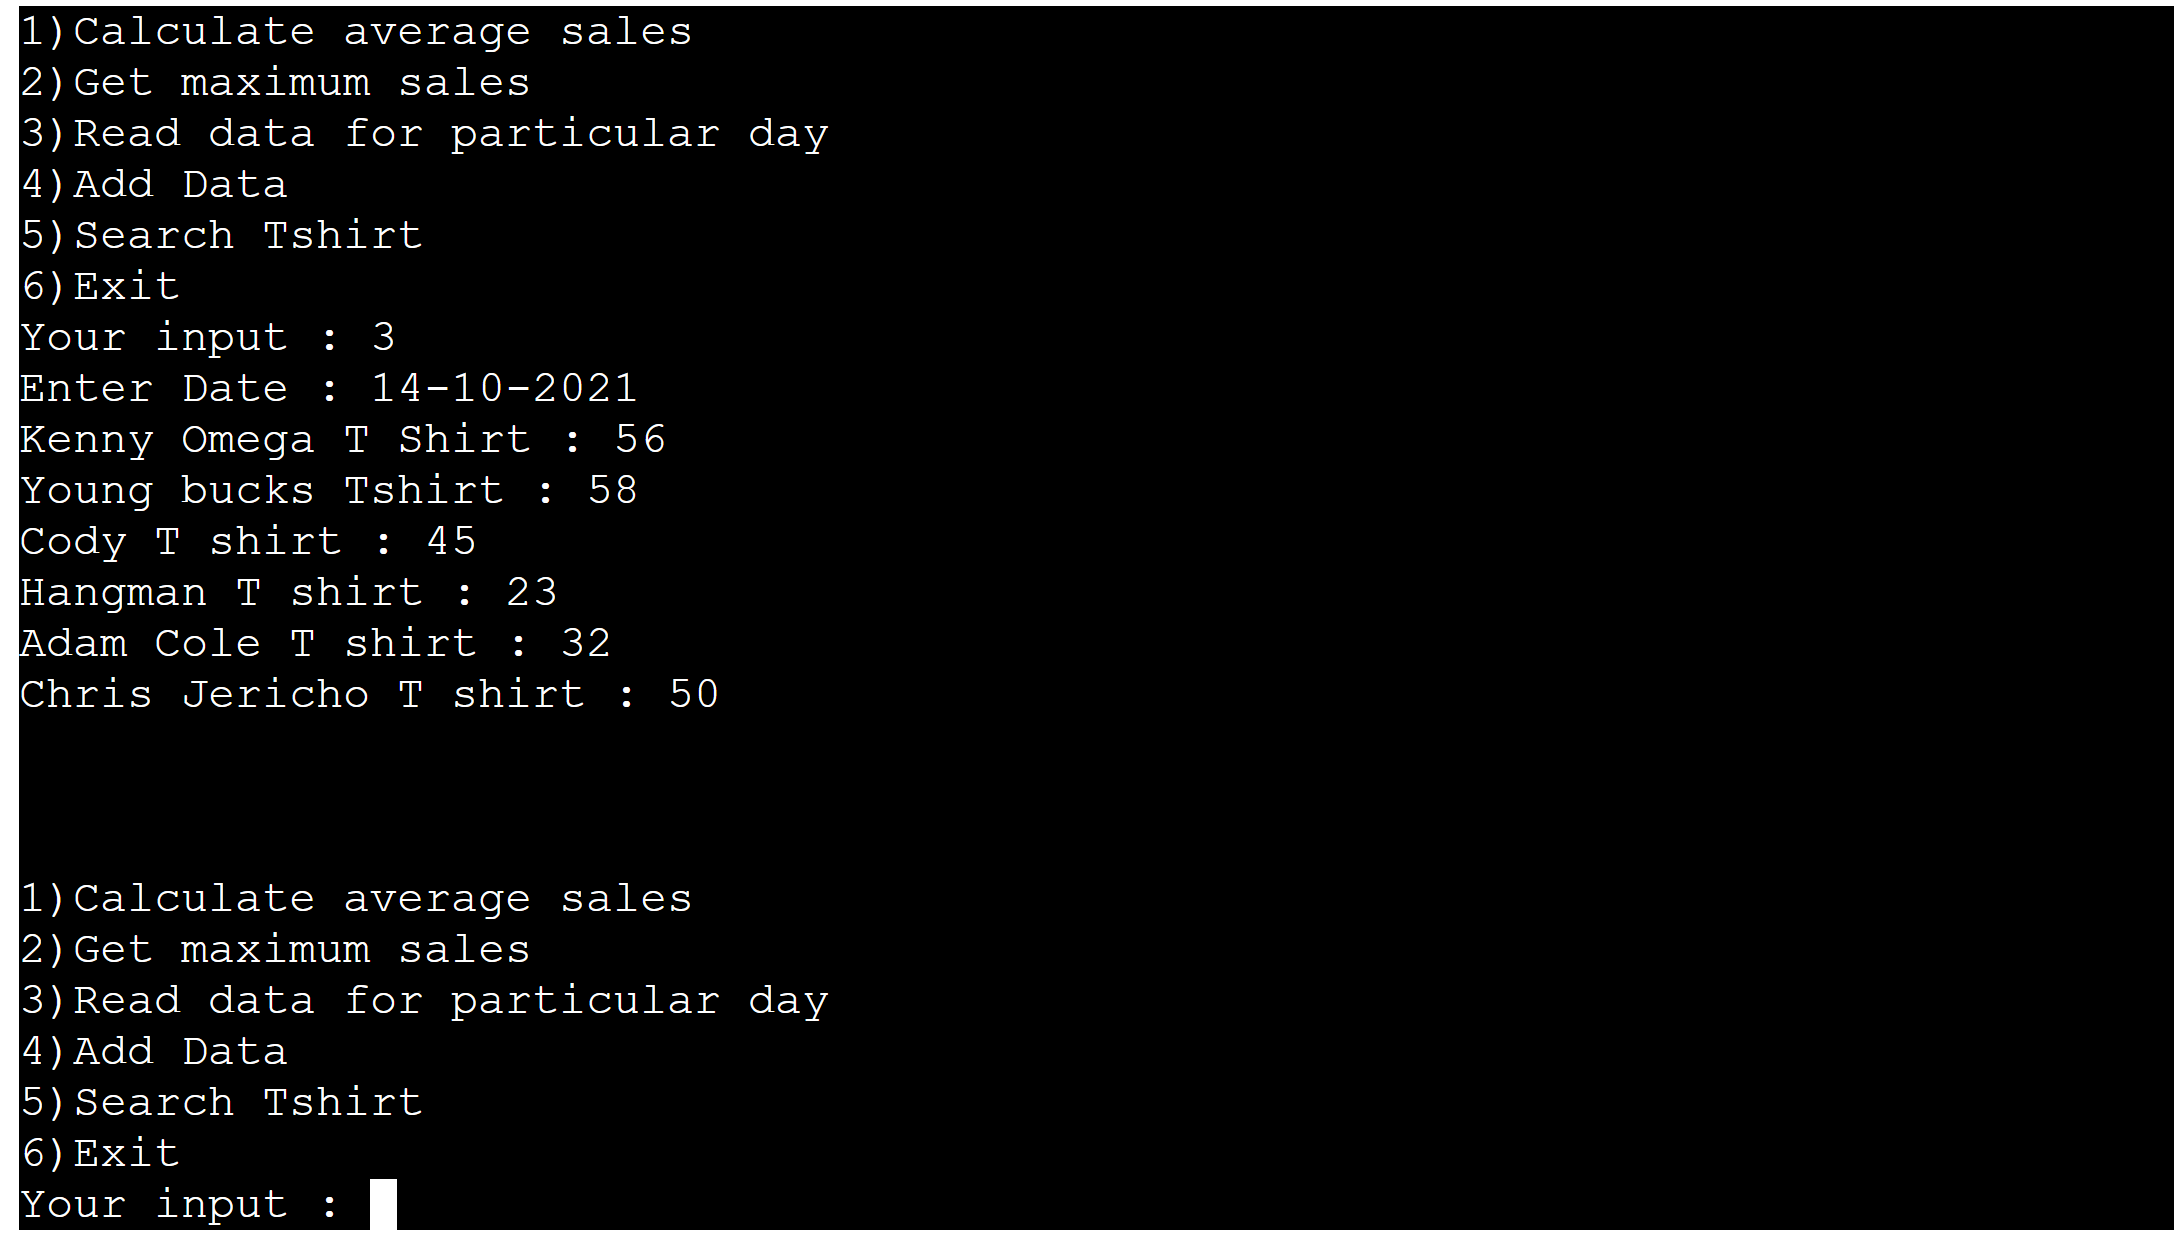 1)Calculate average sales
2)Get maximum sales
3)Read data for particular day
4)Add Data
5)Search Tshirt
6)Exit
Your input : 3
Enter Date : 14-10-2021
Kenny Omega T Shirt : 56
Young bucks Tshirt : 58
Cody T shirt : 45
Hangman T shirt : 23
Adam Cole T shirt : 32
Chris Jericho T shirt : 50
1)Calculate average sales
2)Get maximum sales
3)Read data for particular day
4)Add Data
5)Search Tshirt
6)Exit
Your input :